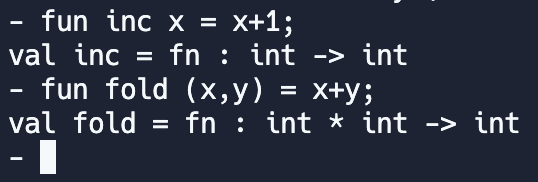 - fun inc x = x+1;
val inc = fn : int -> int
- fun fold (x,y) = x+y;
val fold = fn : int * int -> int
-